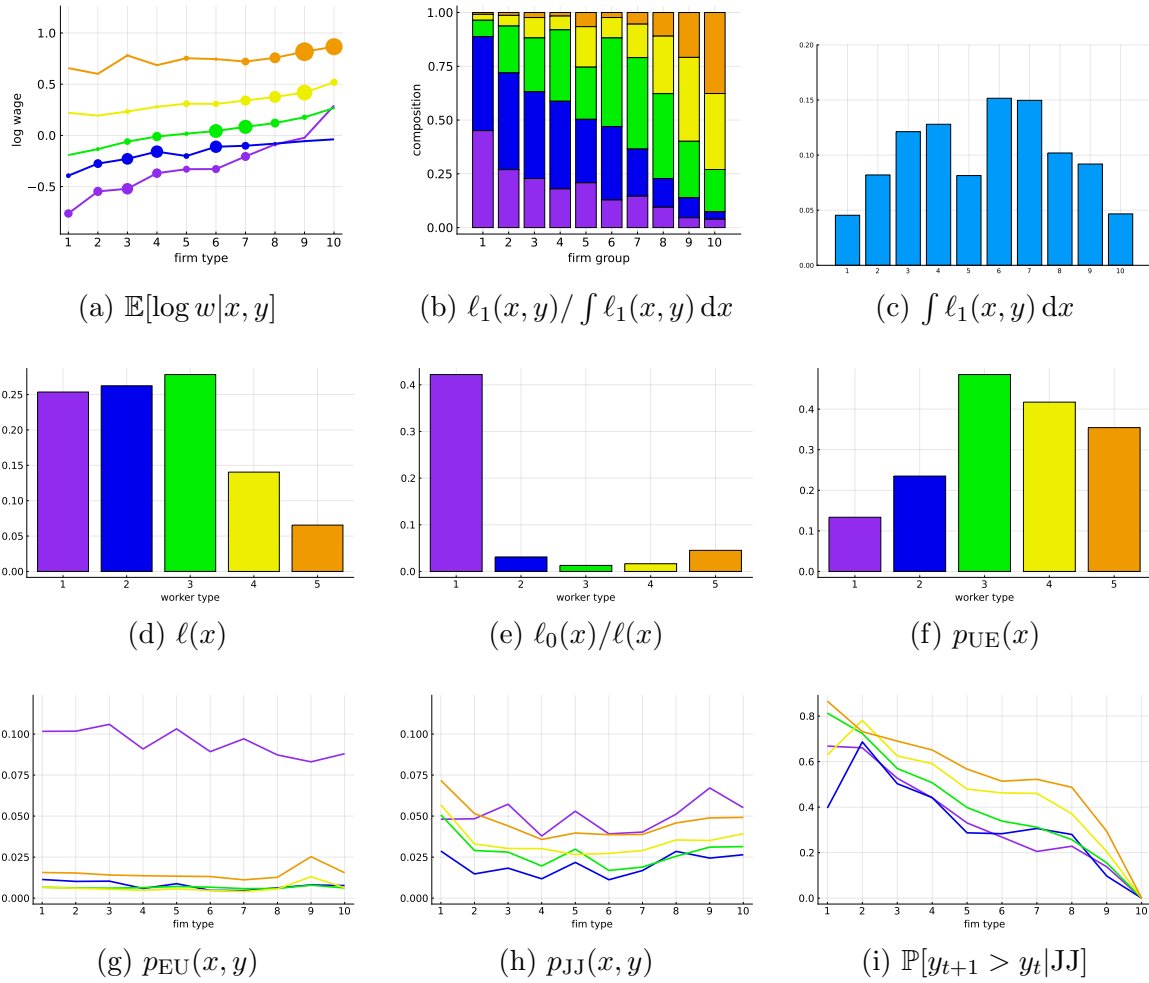 1.0
0.5
0.0
−0.5
log wage
1 2 3 4 5 6 7 8 9 10
firm type
(a) 𝔼[log w|x, y]
1.00
0.75
0.50
0.25
0.00
composition
1 2 3 4 5 6 7 8 9 10
firm group
(b) ℓ₁(x, y)/ ∫ ℓ₁(x, y) dx
0.20
0.15
0.10
0.05
0.00
1 2 3 4 5 6 7 8 9 10
(c) ∫ ℓ₁(x, y) dx
0.25
0.20
0.15
0.10
0.05
0.00
1 2 3 4 5
worker type
(d) ℓ(x)
0.4
0.3
0.2
0.1
0.0
1 2 3 4 5
worker type
(e) ℓ₀(x)/ℓ(x)
0.4
0.3
0.2
0.1
0.0
1 2 3 4 5
worker type
(f) p_UE(x)
0.100
0.075
0.050
0.025
0.000
1 2 3 4 5 6 7 8 9 10
fim type
(g) p_EU(x, y)
0.100
0.075
0.050
0.025
0.000
1 2 3 4 5 6 7 8 9 10
fim type
(h) p_JJ(x, y)
0.8
0.6
0.4
0.2
0.0
1 2 3 4 5 6 7 8 9 10
fim type
(i) ℙ[y_{t+1} > y_t|JJ]